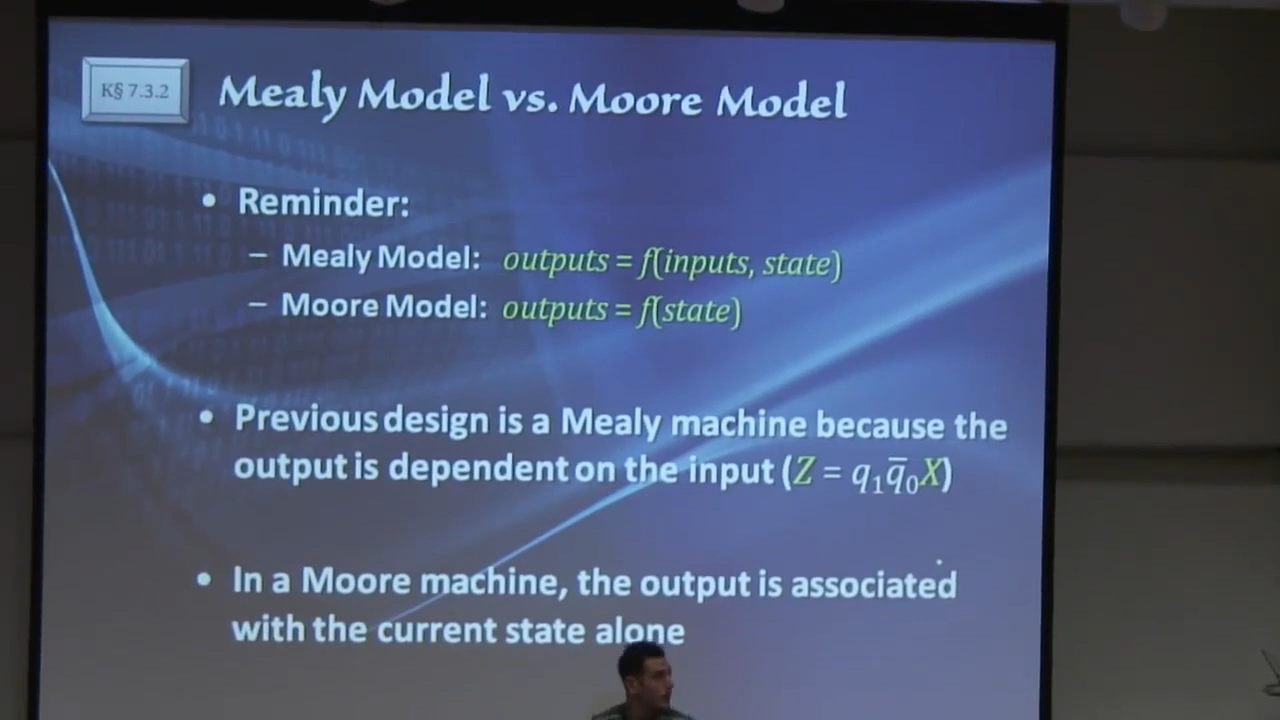 K§ 7.3.2
Mealy Model vs. Moore Model
• Reminder:
– Mealy Model: outputs = f(inputs, state)
– Moore Model: outputs = f(state)
• Previous design is a Mealy machine because the
output is dependent on the input (Z = q₁q̅₀X)
• In a Moore machine, the output is associated
with the current state alone